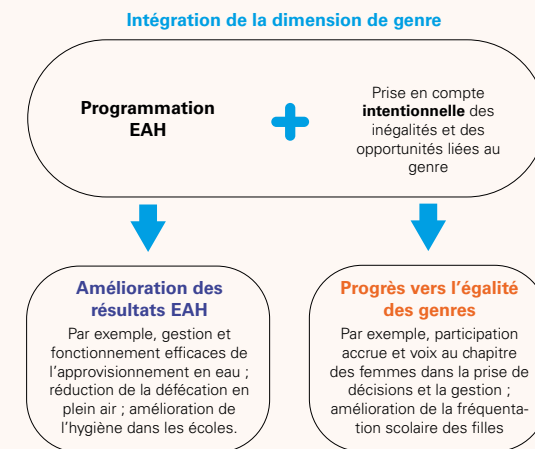 Intégration de la dimension de genre
Programmation
EAH
Prise en compte
intentionnelle des
inégalités et des
opportunités liées au
genre
Amélioration des
résultats EAH
Par exemple, gestion et
fonctionnement efficaces de
l'approvisionnement en eau ;
réduction de la défécation en
plein air ; amélioration de
l'hygiène dans les écoles.
Progrès vers l'égalité
des genres
Par exemple, participation
accrue et voix au chapitre
des femmes dans la prise de
décisions et la gestion ;
amélioration de la fréquenta-
tion scolaire des filles